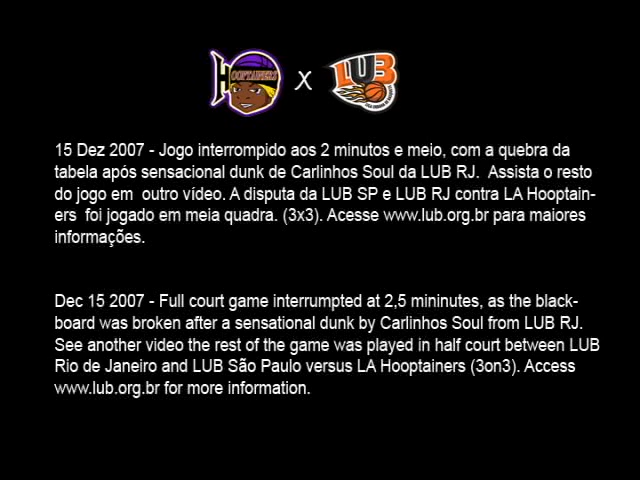 HOOPTAINERS X LUB
15 Dez 2007 - Jogo interrompido aos 2 minutos e meio, com a quebra da
tabela após sensacional dunk de Carlinhos Soul da LUB RJ.  Assista o resto
do jogo em  outro vídeo. A disputa da LUB SP e LUB RJ contra LA Hooptain-
ers  foi jogado em meia quadra. (3x3). Acesse www.lub.org.br para maiores
informações.
Dec 15 2007 - Full court game interrumpted at 2,5 mininutes, as the black-
board was broken after a sensational dunk by Carlinhos Soul from LUB RJ.
See another video the rest of the game was played in half court between LUB
Rio de Janeiro and LUB São Paulo versus LA Hooptainers (3on3). Access
www.lub.org.br for more information.